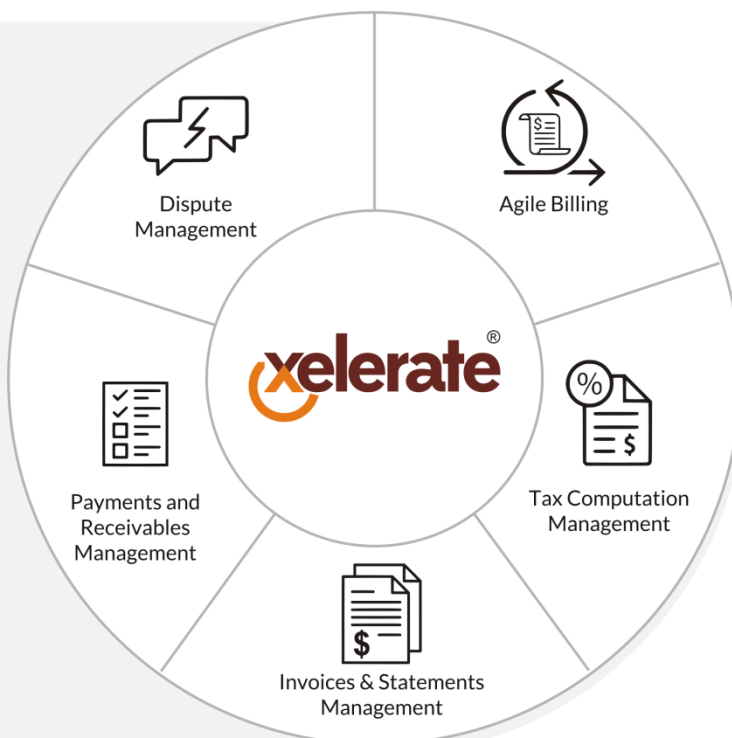 Dispute
Management
$
Agile Billing
xelerate®
%
$
Payments and
Receivables
Management
Tax Computation
Management
$
Invoices & Statements
Management